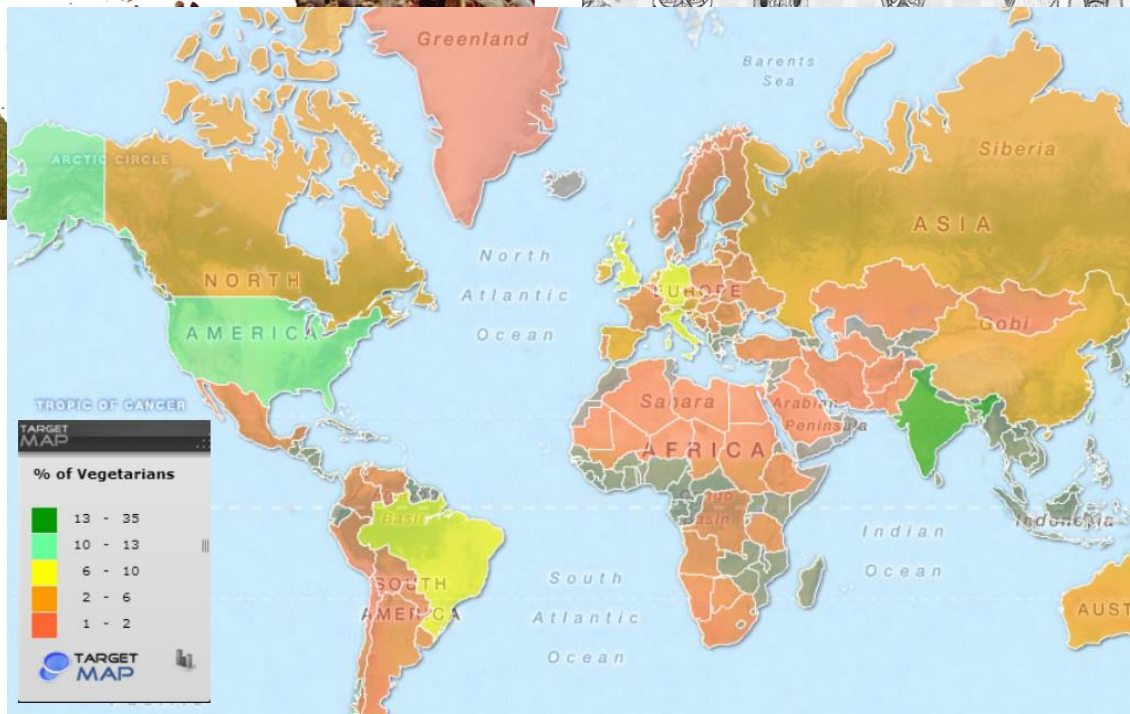 Greenland
Barents
Sea
ARCTIC CIRCLE
Siberia
ASIA
North
Atlantic
Ocean
NORTH
AMERICA
EUROPE
Gobi
TROPIC OF CANCER
Sahara
Arabian
Peninsula
AFRICA
Congo
Basin
Indian
Ocean
Indonesia
Basin
SOUTH
AMERICA
South
Atlantic
Ocean
AUST
TARGET
MAP
% of Vegetarians
13 - 35
10 - 13
6 - 10
2 - 6
1 - 2
TARGET
MAP